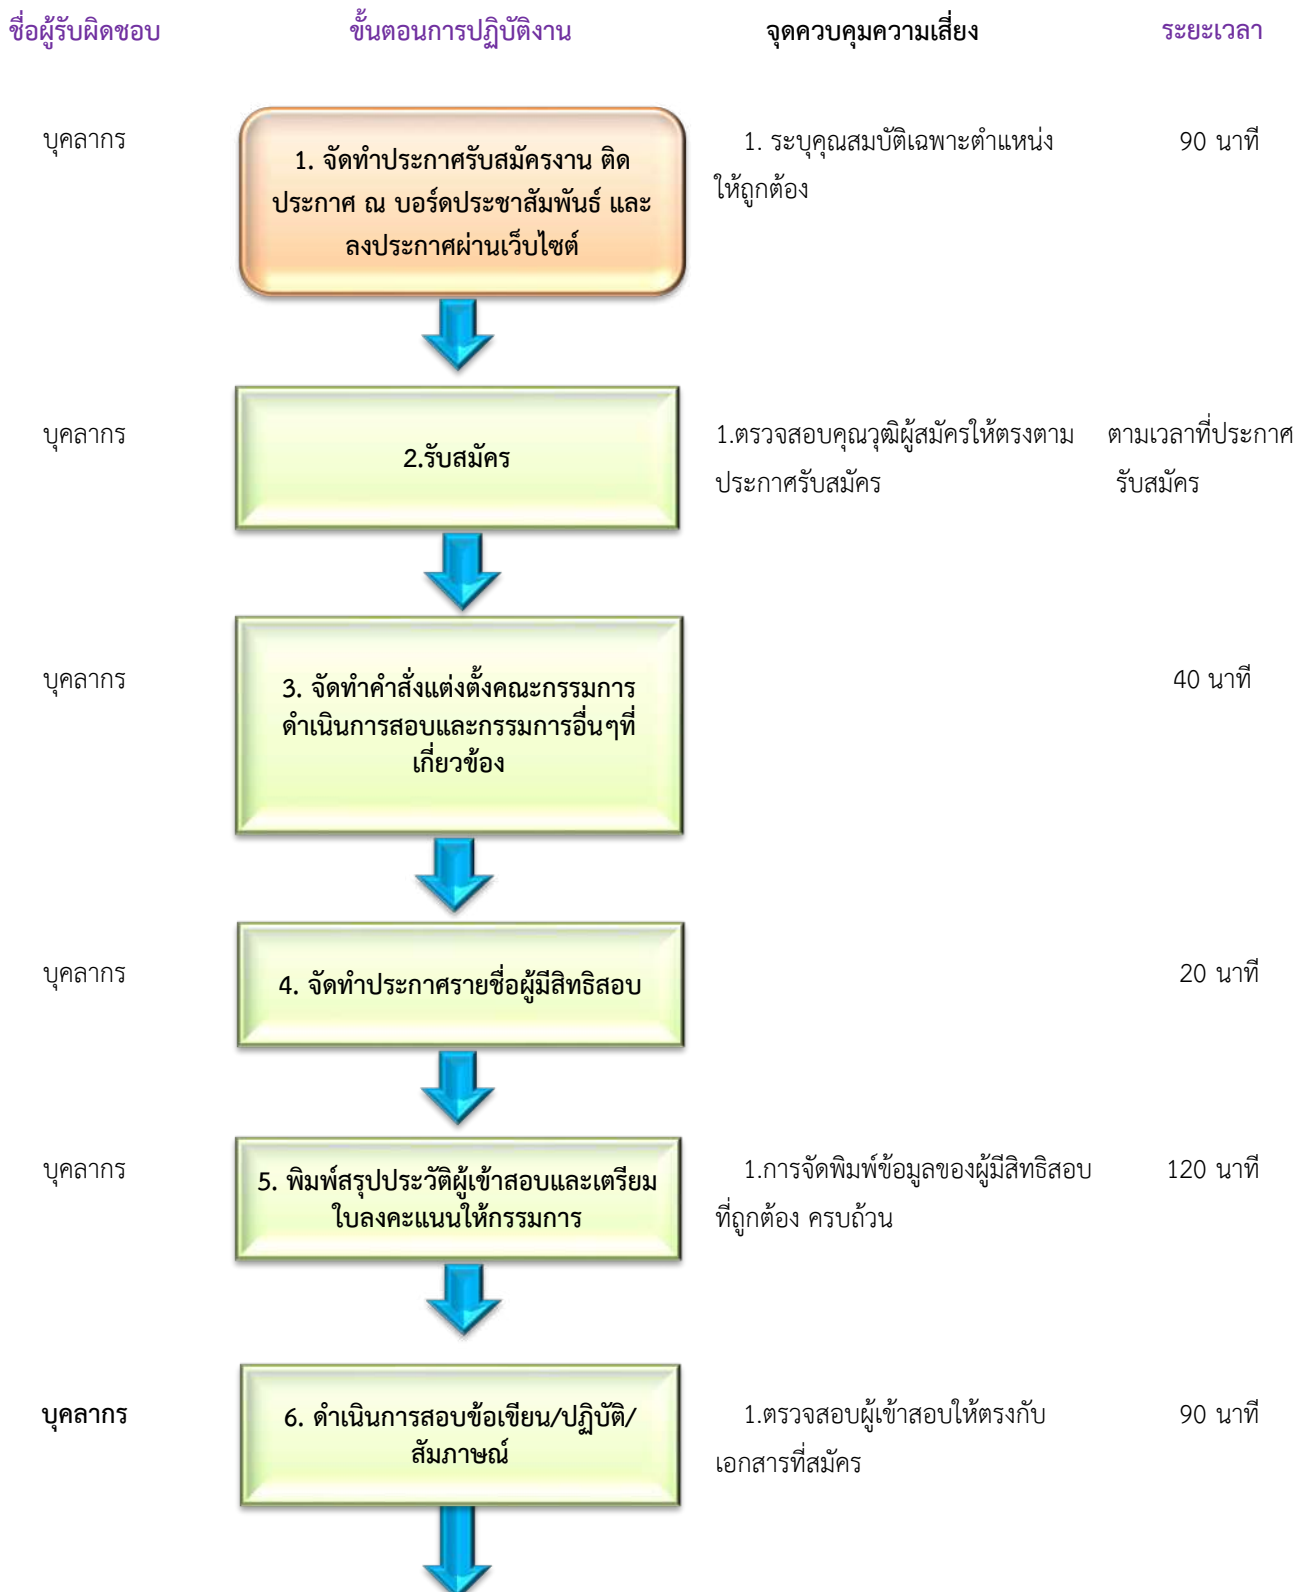 ชื่อผู้รับผิดชอบ ขั้นตอนการปฏิบัติงาน จุดควบคุมความเสี่ยง ระยะเวลา
บุคลากร
1. จัดทำประกาศรับสมัครงาน ติด
ประกาศ ณ บอร์ดประชาสัมพันธ์ และ
ลงประกาศผ่านเว็บไซต์
1. ระบุคุณสมบัติเฉพาะตำแหน่ง
ให้ถูกต้อง
90 นาที
บุคลากร
2.รับสมัคร
1.ตรวจสอบคุณวุฒิผู้สมัครให้ตรงตาม
ประกาศรับสมัคร
ตามเวลาที่ประกาศ
รับสมัคร
บุคลากร
3. จัดทำคำสั่งแต่งตั้งคณะกรรมการ
ดำเนินการสอบและกรรมการอื่นๆที่
เกี่ยวข้อง
40 นาที
บุคลากร
4. จัดทำประกาศรายชื่อผู้มีสิทธิสอบ
20 นาที
บุคลากร
5. พิมพ์สรุปประวัติผู้เข้าสอบและเตรียม
ใบลงคะแนนให้กรรมการ
1.การจัดพิมพ์ข้อมูลของผู้มีสิทธิสอบ
ที่ถูกต้อง ครบถ้วน
120 นาที
บุคลากร
6. ดำเนินการสอบข้อเขียน/ปฏิบัติ/
สัมภาษณ์
1.ตรวจสอบผู้เข้าสอบให้ตรงกับ
เอกสารที่สมัคร
90 นาที